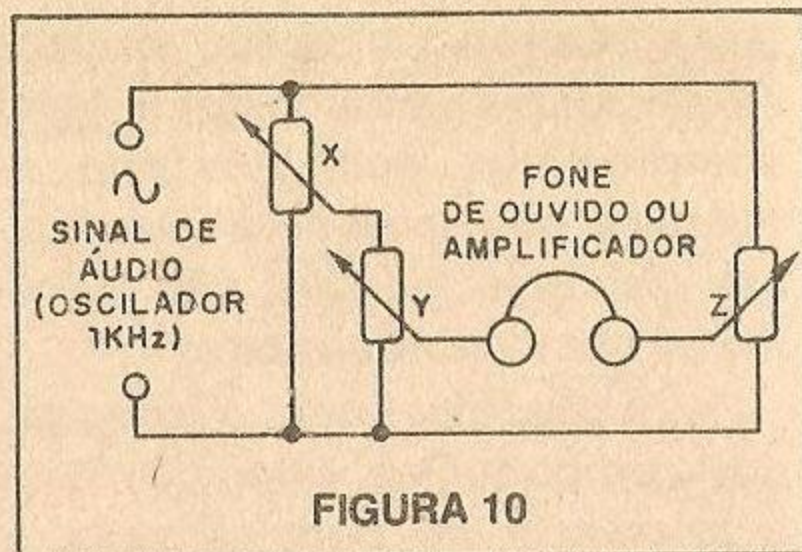 X
SINAL DE
ÁUDIO
(OSCILADOR
1KHz)
Y
FONE
DE OUVIDO OU
AMPLIFICADOR
Z
FIGURA 10